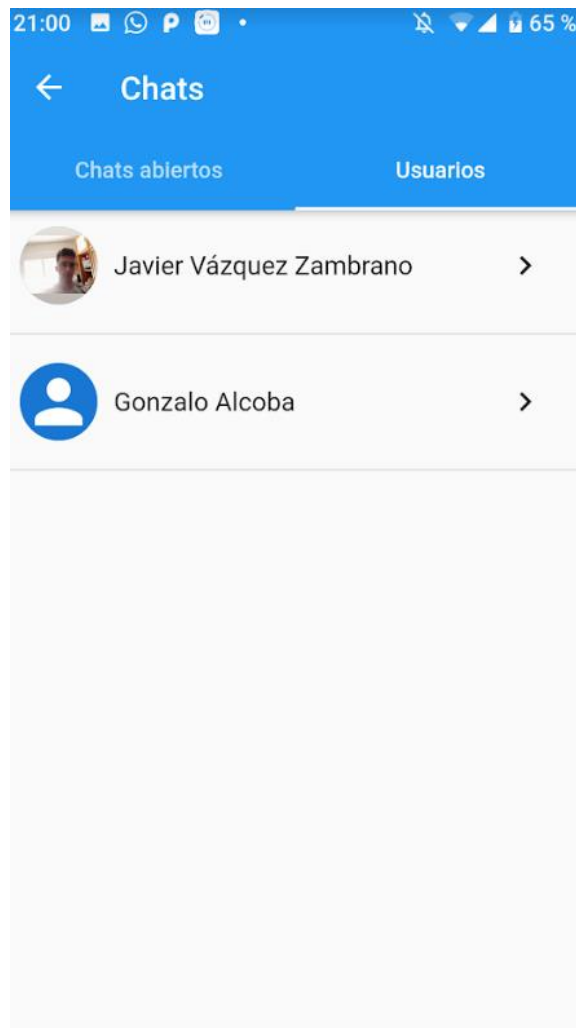 21:00 65 %
Chats
Chats abiertos Usuarios
Javier Vázquez Zambrano
Gonzalo Alcoba